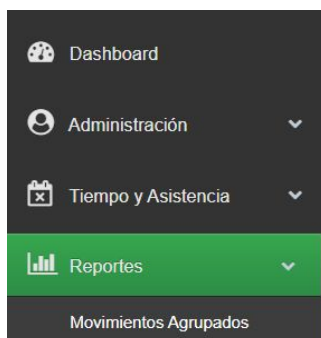 Dashboard
Administración
Tiempo y Asistencia
Reportes
Movimientos Agrupados